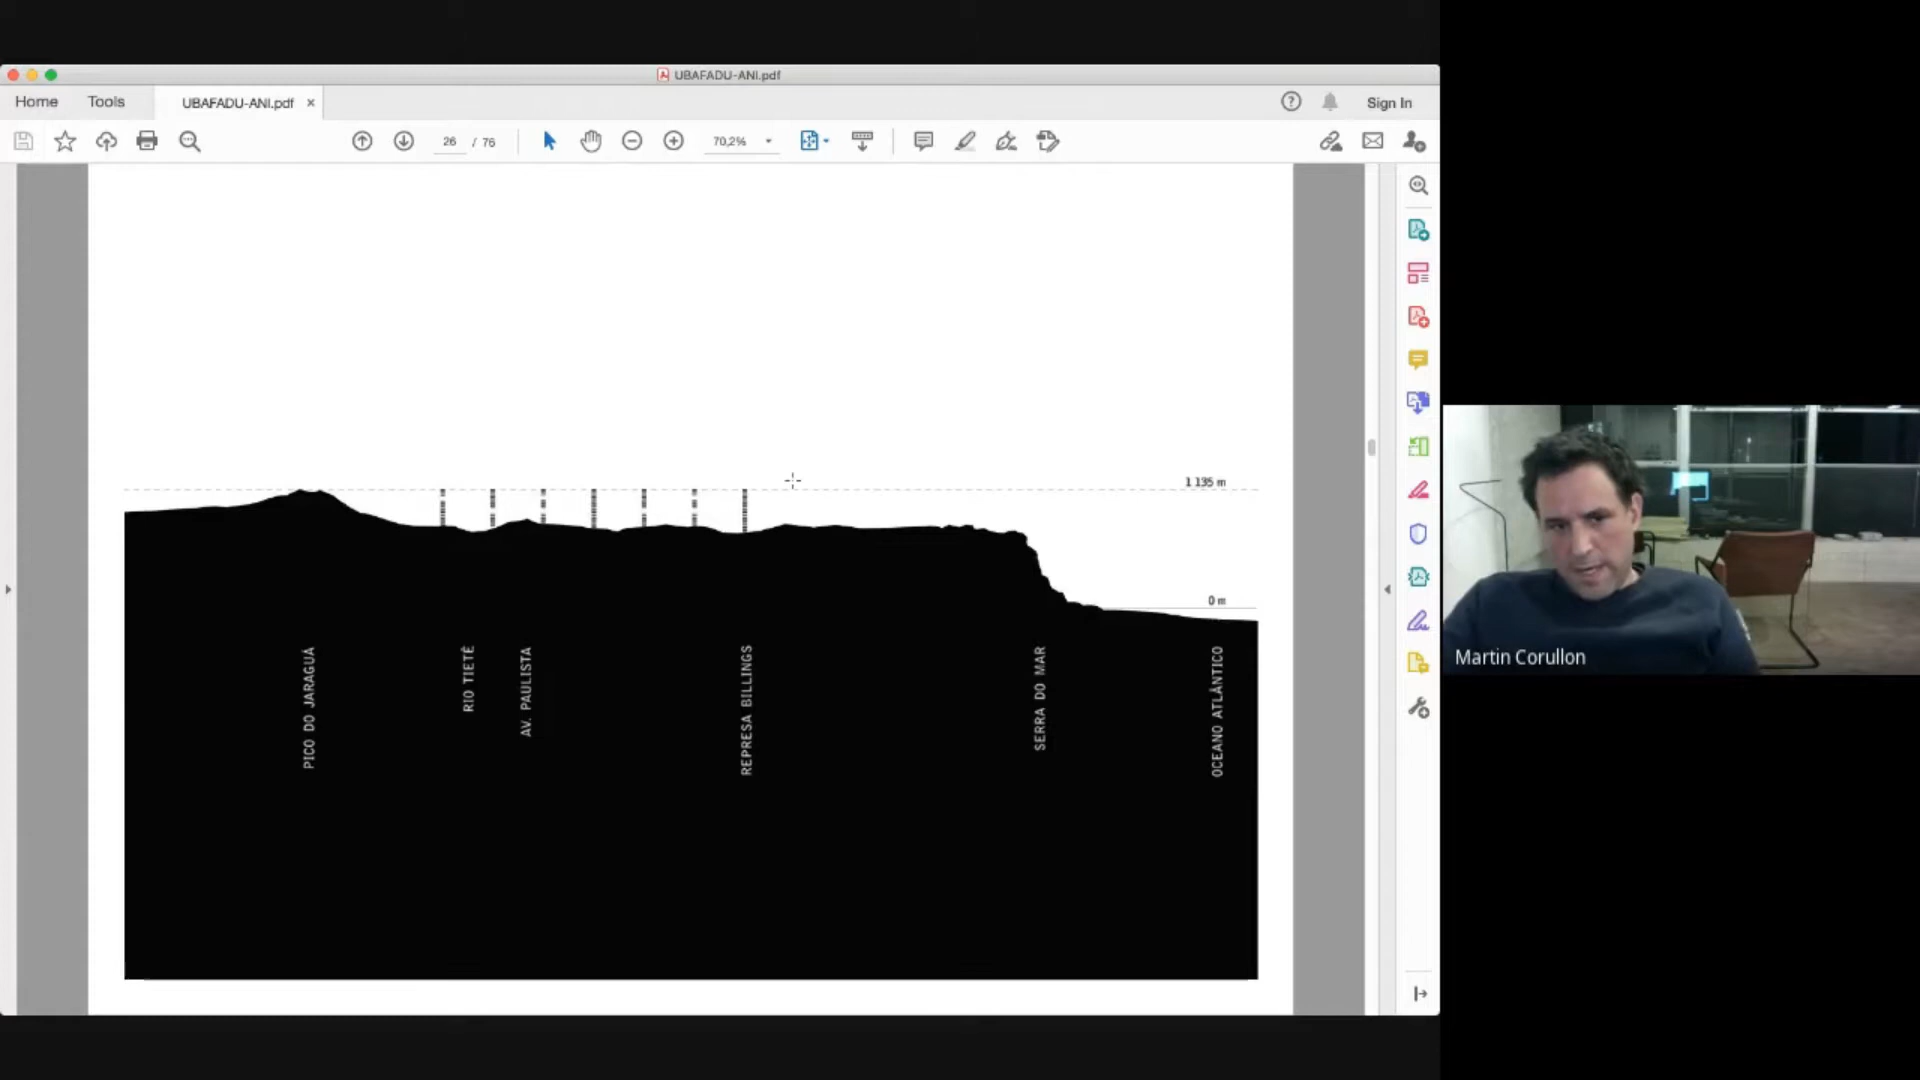 UBAFADU-ANI.pdf
Home
Tools
UBAFADU-ANI.pdf
Sign In
26 / 76
70,2%
1 135 m
0 m
PICO DO JARAGUÁ
RIO TIETÊ
AV. PAULISTA
REPRESA BILLINGS
SERRA DO MAR
OCEANO ATLÂNTICO
Martin Corullon